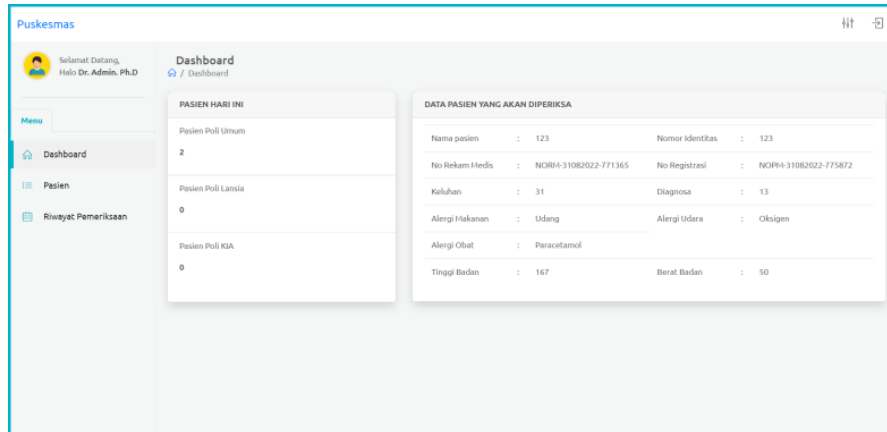 Puskesmas
Selamat Datang,
Halo Dr. Admin. Ph.D
Menu
Dashboard
Pasien
Riwayat Pemeriksaan
Dashboard
/ Dashboard
PASIEN HARI INI
Pasien Poli Umum
2
Pasien Poli Lansia
0
Pasien Poli KIA
0
DATA PASIEN YANG AKAN DIPERIKSA
Nama pasien : 123 Nomor Identitas : 123
No Rekam Medis : NORM-31082022-771365 No Registrasi : NOPM-31082022-775872
Keluhan : 31 Diagnosa : 13
Alergi Makanan : Udang Alergi Udara : Oksigen
Alergi Obat : Paracetamol
Tinggi Badan : 167 Berat Badan : 50